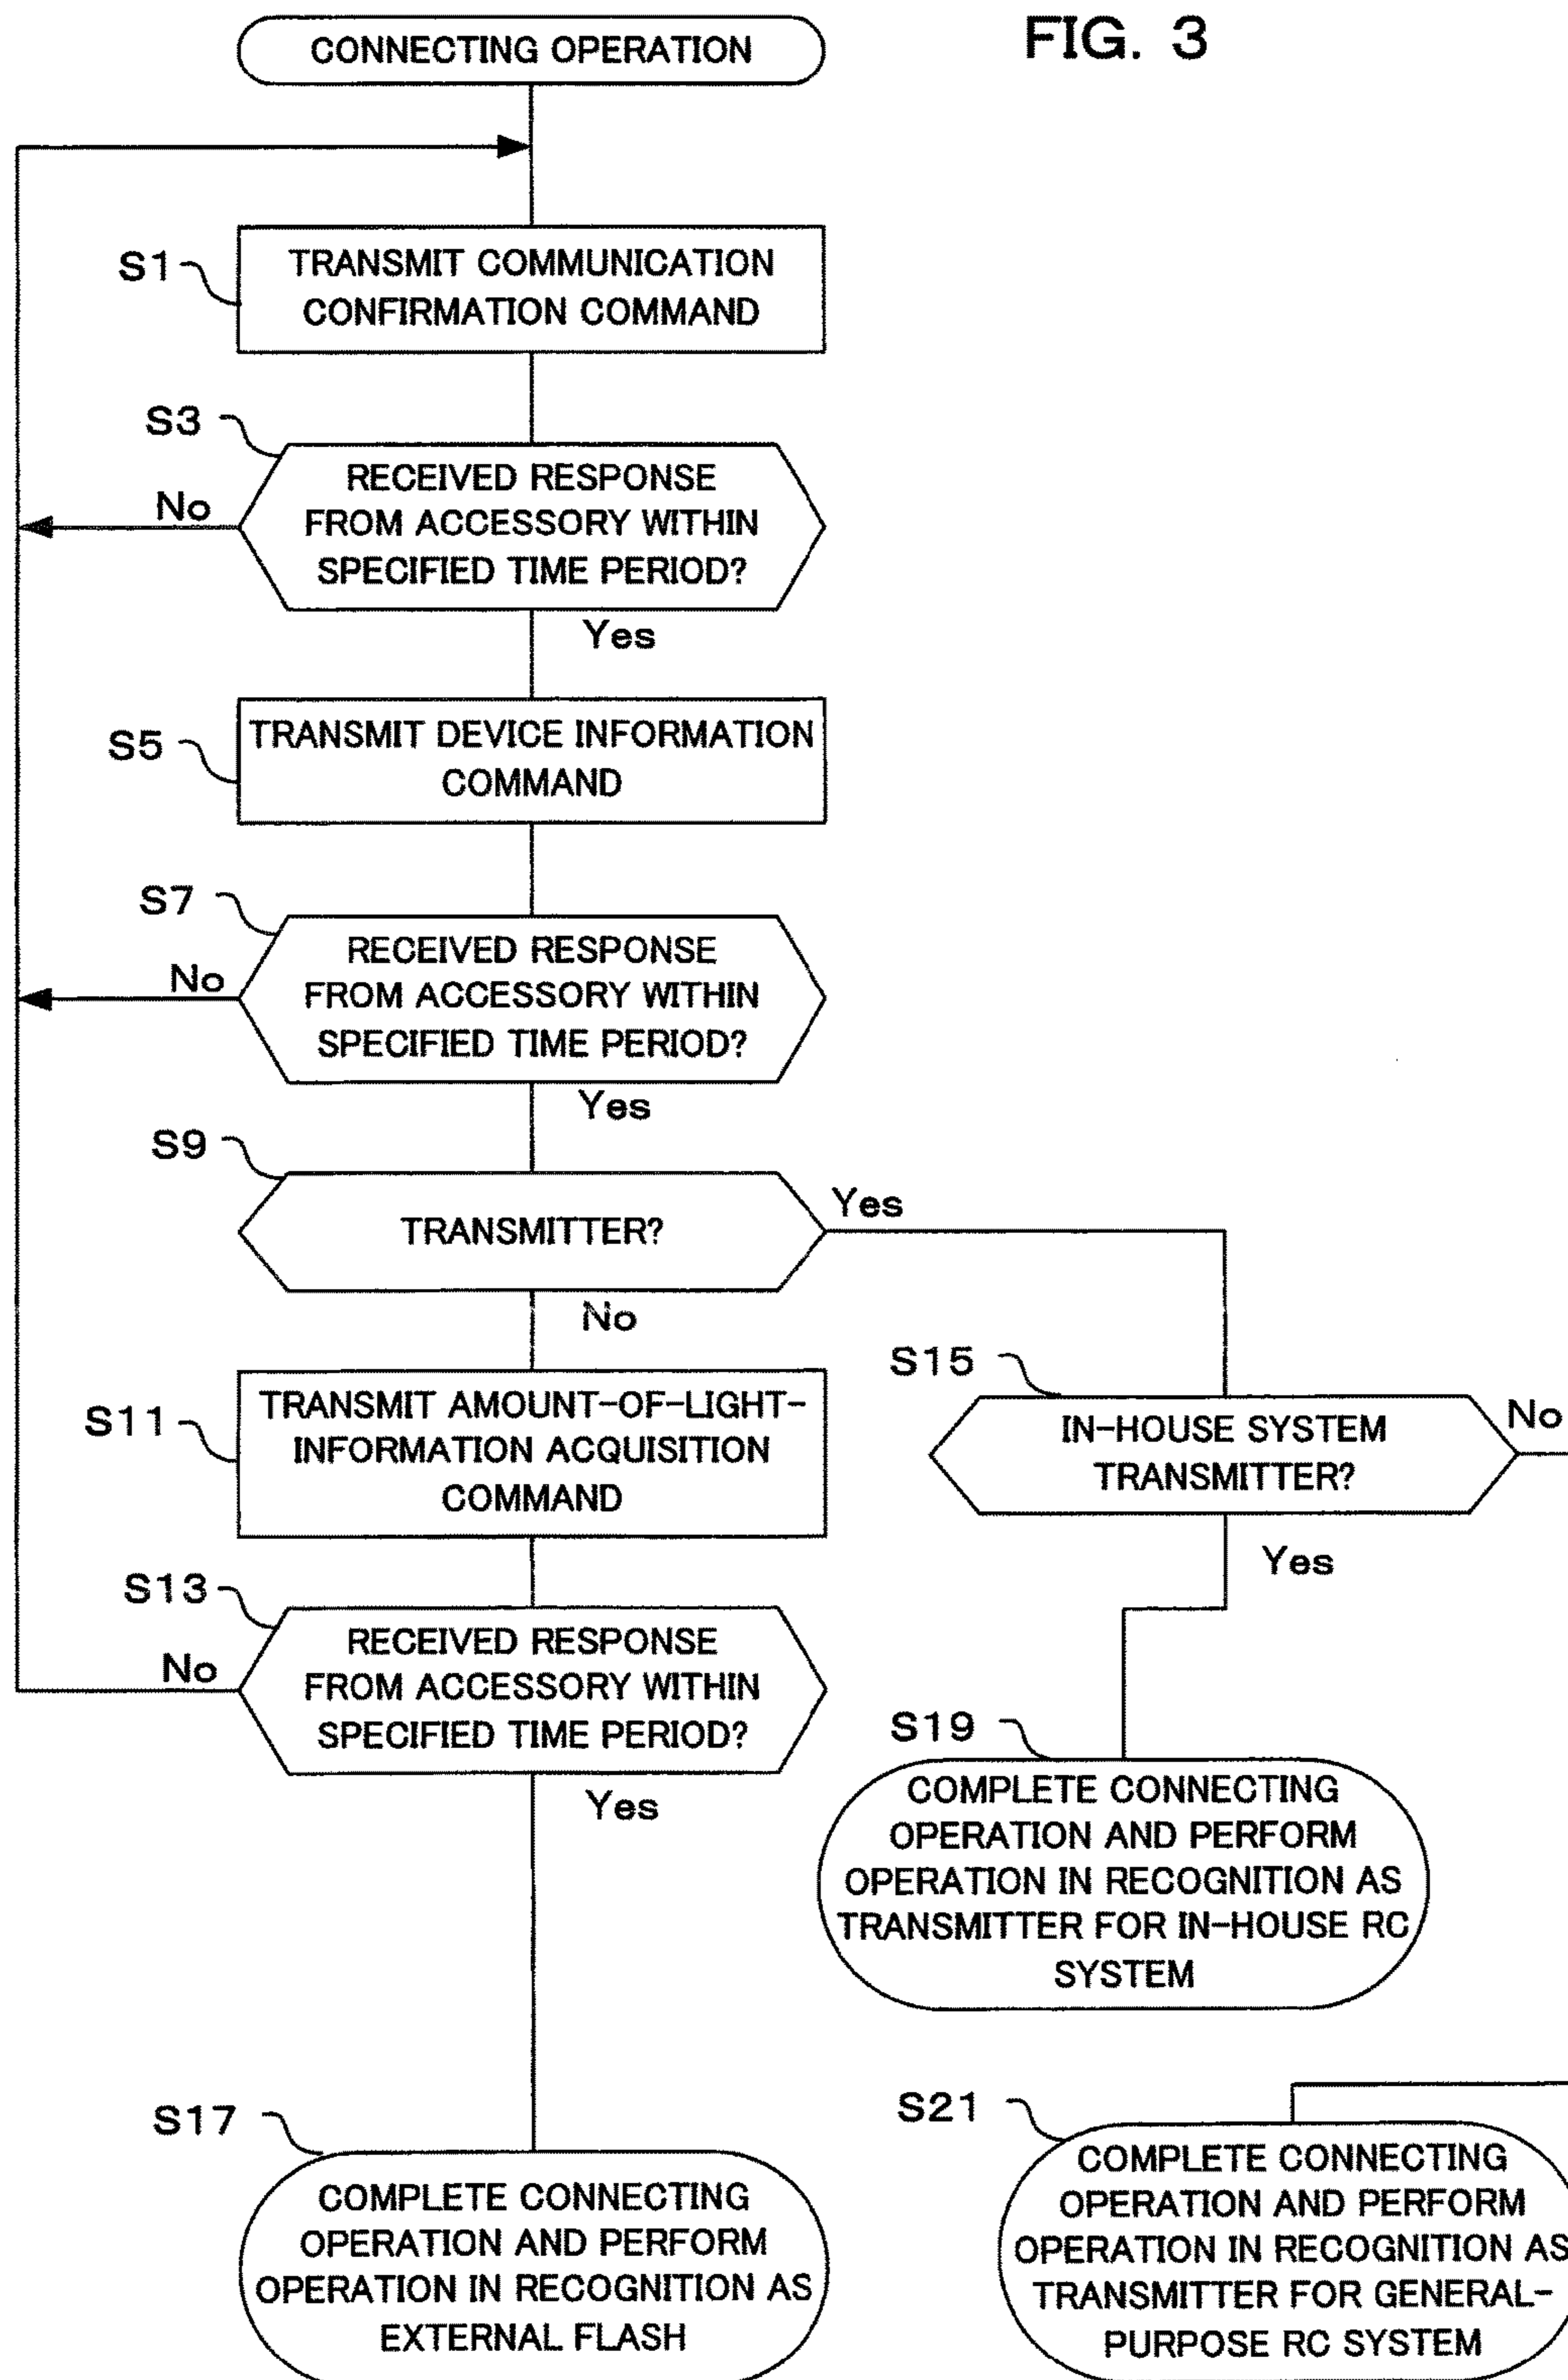 FIG. 3
CONNECTING OPERATION
S1
TRANSMIT COMMUNICATION
CONFIRMATION COMMAND
S3
RECEIVED RESPONSE
FROM ACCESSORY WITHIN
SPECIFIED TIME PERIOD?
No
Yes
S5
TRANSMIT DEVICE INFORMATION
COMMAND
S7
RECEIVED RESPONSE
FROM ACCESSORY WITHIN
SPECIFIED TIME PERIOD?
No
Yes
S9
TRANSMITTER?
Yes
No
S11
TRANSMIT AMOUNT-OF-LIGHT-
INFORMATION ACQUISITION
COMMAND
S15
IN-HOUSE SYSTEM
TRANSMITTER?
No
Yes
S13
RECEIVED RESPONSE
FROM ACCESSORY WITHIN
SPECIFIED TIME PERIOD?
No
Yes
S19
COMPLETE CONNECTING
OPERATION AND PERFORM
OPERATION IN RECOGNITION AS
TRANSMITTER FOR IN-HOUSE RC
SYSTEM
S17
COMPLETE CONNECTING
OPERATION AND PERFORM
OPERATION IN RECOGNITION AS
EXTERNAL FLASH
S21
COMPLETE CONNECTING
OPERATION AND PERFORM
OPERATION IN RECOGNITION AS
TRANSMITTER FOR GENERAL-
PURPOSE RC SYSTEM